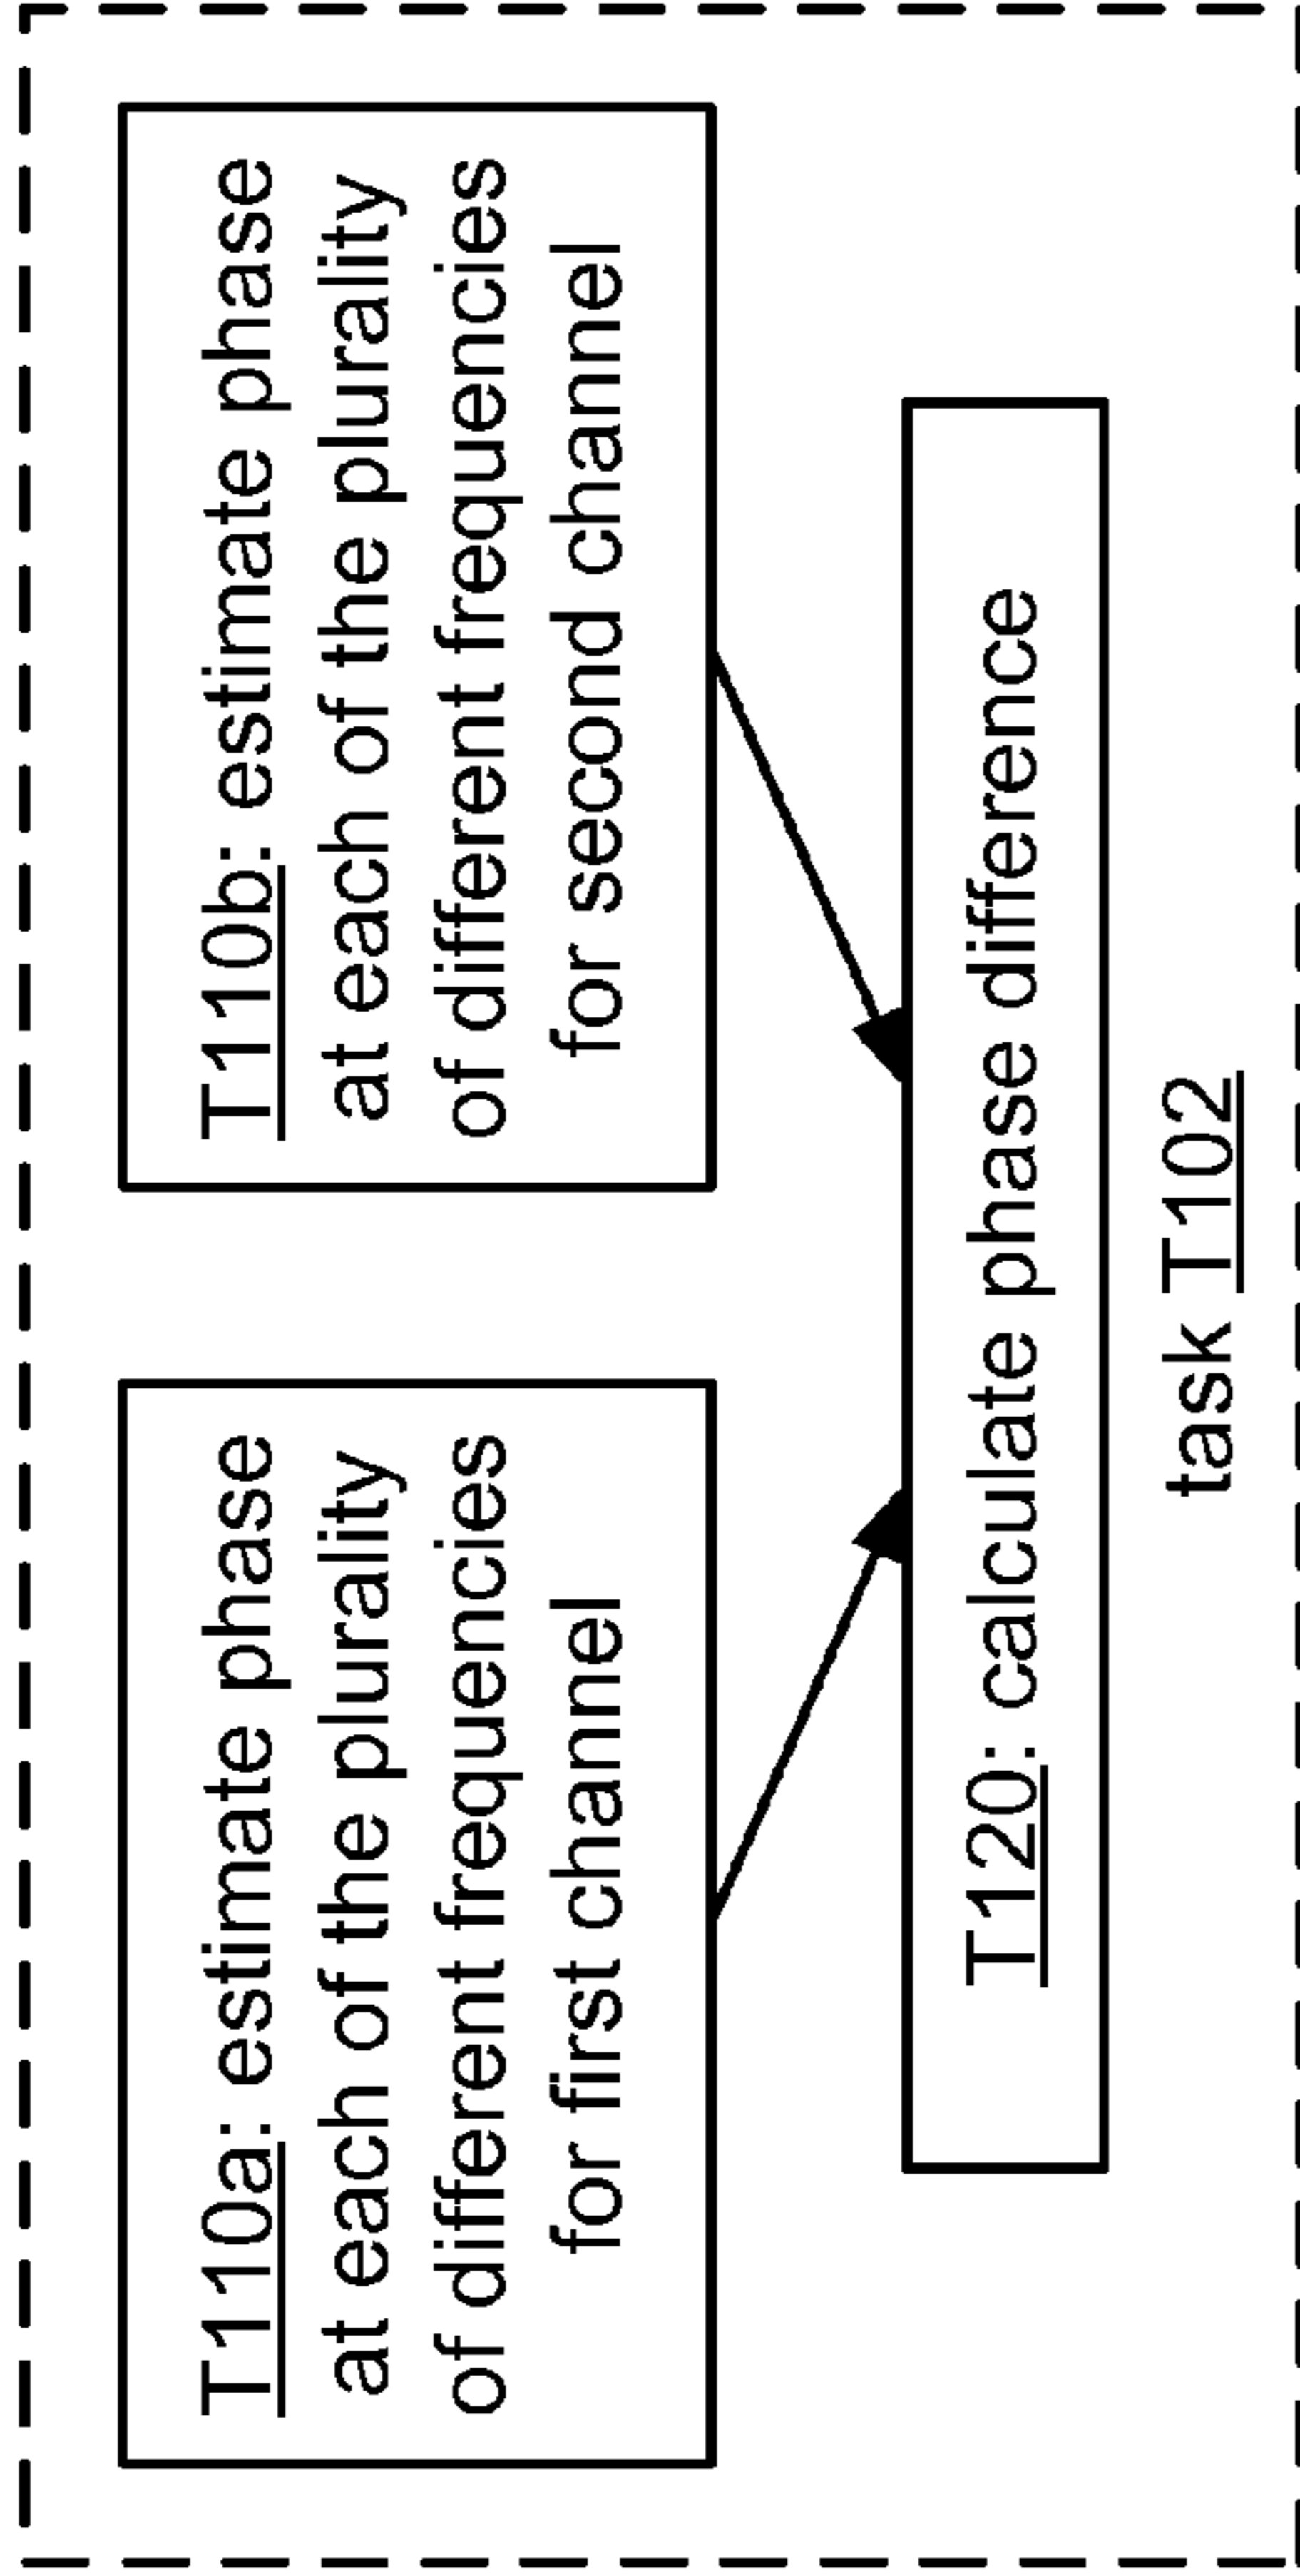 T110a: estimate phase
at each of the plurality
of different frequencies
for first channel
T110b: estimate phase
at each of the plurality
of different frequencies
for second channel
T120: calculate phase difference
task T102